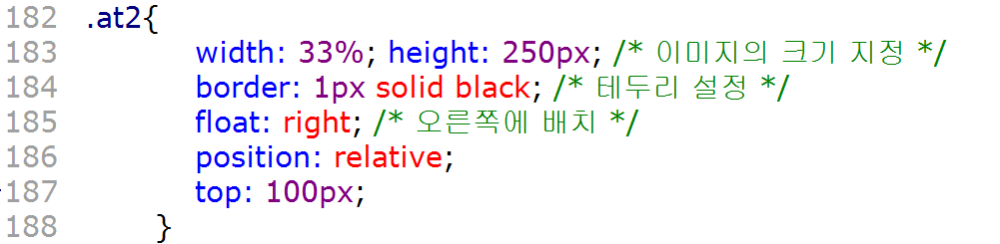 182 .at2{
183 width: 33%; height: 250px; /* 이미지의 크기 지정 */
184 border: 1px solid black; /* 테두리 설정 */
185 float: right; /* 오른쪽에 배치 */
186 position: relative;
187 top: 100px;
188 }